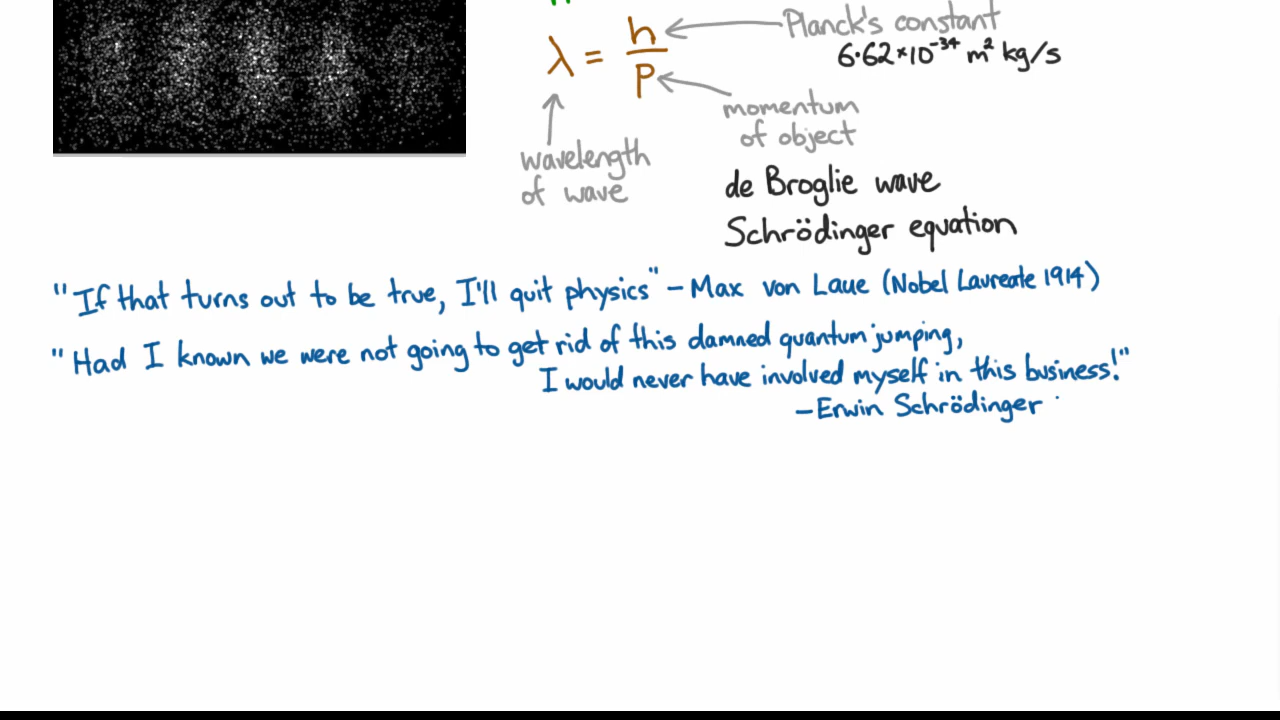 λ = h/p
Planck's constant
6.62×10⁻³⁴ m² kg/s
momentum
of object
wavelength
of wave
de Broglie wave
Schrödinger equation
"If that turns out to be true, I'll quit physics" – Max von Laue (Nobel Laureate 1914)
"Had I known we were not going to get rid of this damned quantum jumping,
I would never have involved myself in this business!"
– Erwin Schrödinger